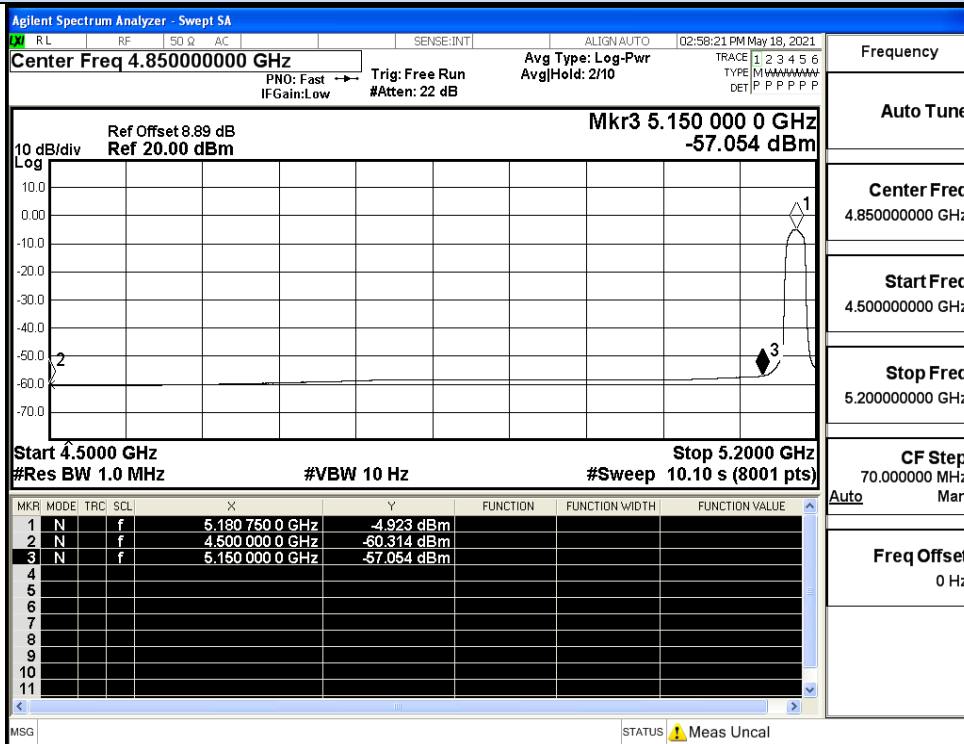 Agilent Spectrum Analyzer - Swept SA
LXI RL RF 50 Ω AC SENSE:INT ALIGN AUTO 02:58:21 PM May 18, 2021
Center Freq 4.850000000 GHz
PNO: Fast
IFGain:Low
Trig: Free Run
#Atten: 22 dB
Avg Type: Log-Pwr
Avg|Hold: 2/10
TRACE 1 2 3 4 5 6
TYPE M
DET P P P P P P
Ref Offset 8.89 dB
10 dB/div Ref 20.00 dBm
Log
Mkr3 5.150 000 0 GHz
-57.054 dBm
10.0
0.00
-10.0
-20.0
-30.0
-40.0
-50.0
-60.0
-70.0
1
2
3
Start 4.5000 GHz
Stop 5.2000 GHz
#Res BW 1.0 MHz #VBW 10 Hz #Sweep 10.10 s (8001 pts)
MKR MODE TRC SCL X Y FUNCTION FUNCTION WIDTH FUNCTION VALUE
1 N f 5.180 750 0 GHz -4.923 dBm
2 N f 4.500 000 0 GHz -60.314 dBm
3 N f 5.150 000 0 GHz -57.054 dBm
4
5
6
7
8
9
10
11
MSG STATUS Meas Uncal
Frequency
Auto Tune
Center Freq
4.850000000 GHz
Start Freq
4.500000000 GHz
Stop Freq
5.200000000 GHz
CF Step
70.000000 MHz
Auto Man
Freq Offset
0 Hz